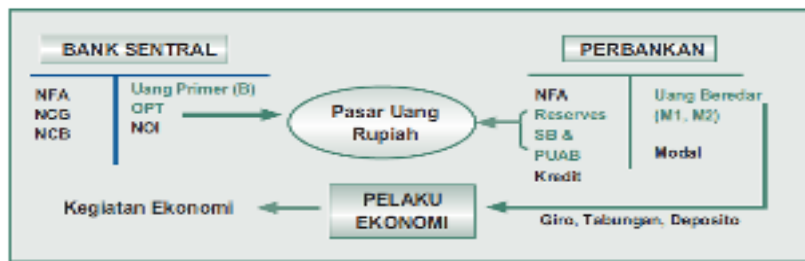 BANK SENTRAL
NFA
NCG
NCB
Uang Primer (B)
OPT
NOI
Pasar Uang
Rupiah
PERBANKAN
NFA
Reserves
SB &
PUAB
Kredit
Uang Beredar
(M1, M2)
Modal
Kegiatan Ekonomi
PELAKU
EKONOMI
Giro, Tabungan, Deposito